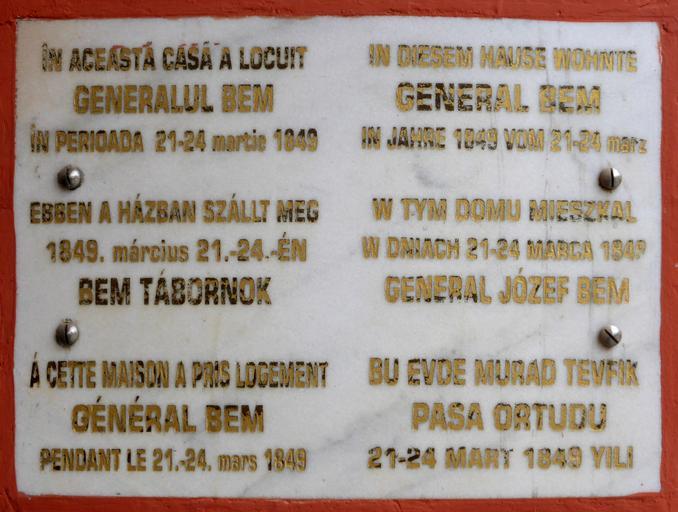 ÎN ACEASTĂ CASĂ A LOCUIT
GENERALUL BEM
ÎN PERIOADA 21-24 martie 1849
IN DIESEM HAUSE WOHNTE
GENERAL BEM
IN JAHRE 1849 VOM 21-24 marz
EBBEN A HÁZBAN SZÁLLT MEG
1849. március 21.-24.-ÉN
BEM TÁBORNOK
W TYM DOMU MIESZKAL
W DNIACH 21-24 MARCA 1849
GENERAL JÓZEF BEM
Á CETTE MAISON A PRIS LOGEMENT
GÉNÉRAL BEM
PENDANT LE 21.-24. mars 1849
BU EVDE MURAD TEVFIK
PASA ORTUDU
21-24 MART 1849 YILI